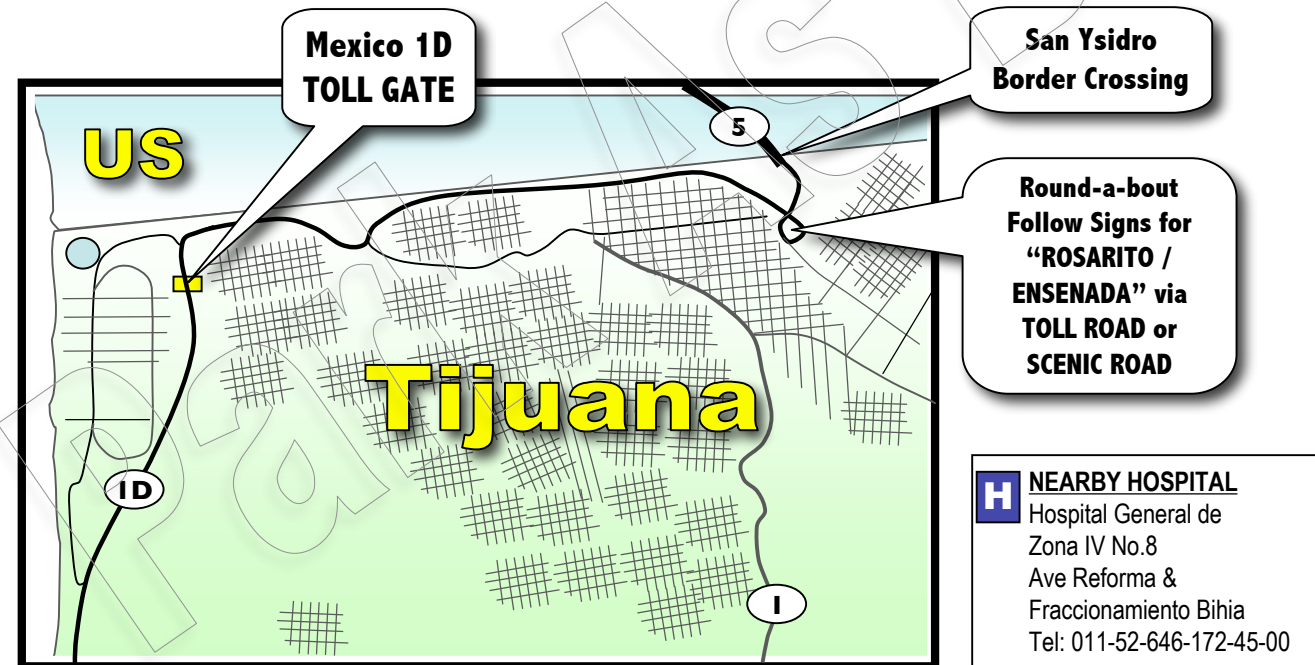 Mexico 1D
TOLL GATE
San Ysidro
Border Crossing
US
5
Round-a-bout
Follow Signs for
“ROSARITO /
ENSENADA” via
TOLL ROAD or
SCENIC ROAD
Tijuana
1D
1
H
NEARBY HOSPITAL
Hospital General de
Zona IV No.8
Ave Reforma &
Fraccionamiento Bihia
Tel: 011-52-646-172-45-00